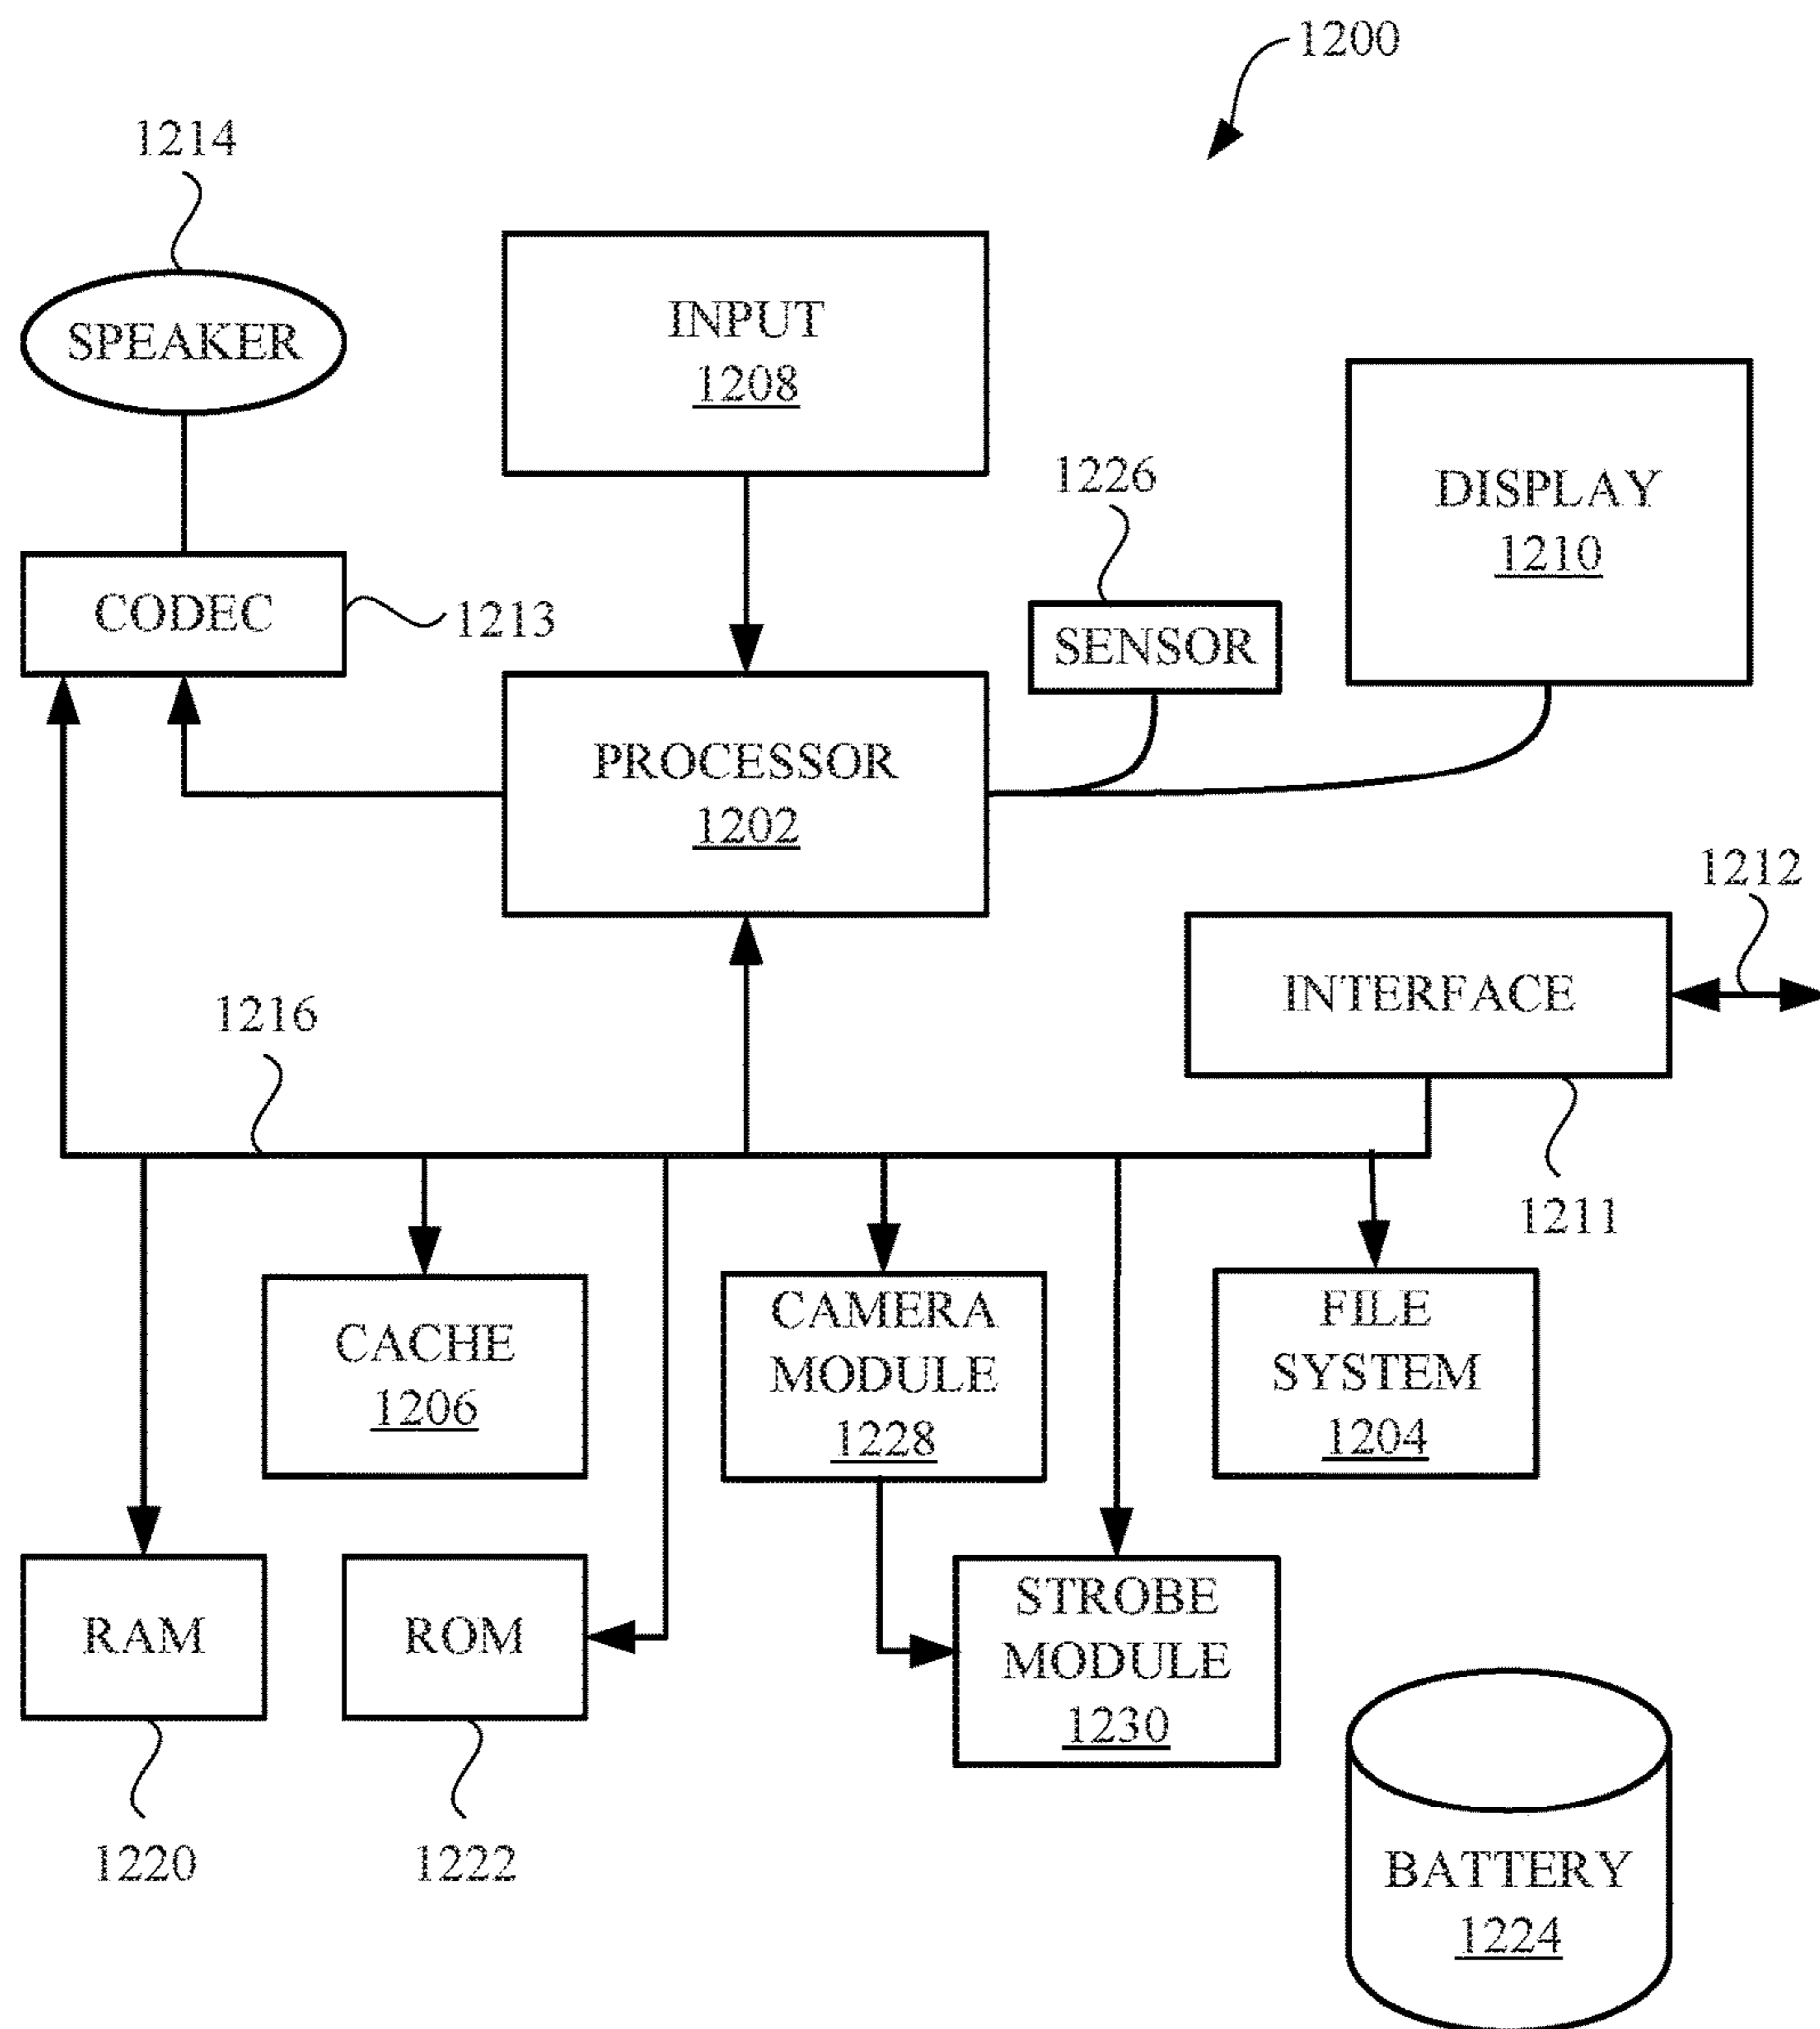 1200
1214
SPEAKER
INPUT
1208
1226
DISPLAY
1210
CODEC
1213
SENSOR
PROCESSOR
1202
1212
INTERFACE
1216
1211
CACHE
1206
CAMERA
MODULE
1228
FILE
SYSTEM
1204
RAM
ROM
STROBE
MODULE
1230
1220
1222
BATTERY
1224